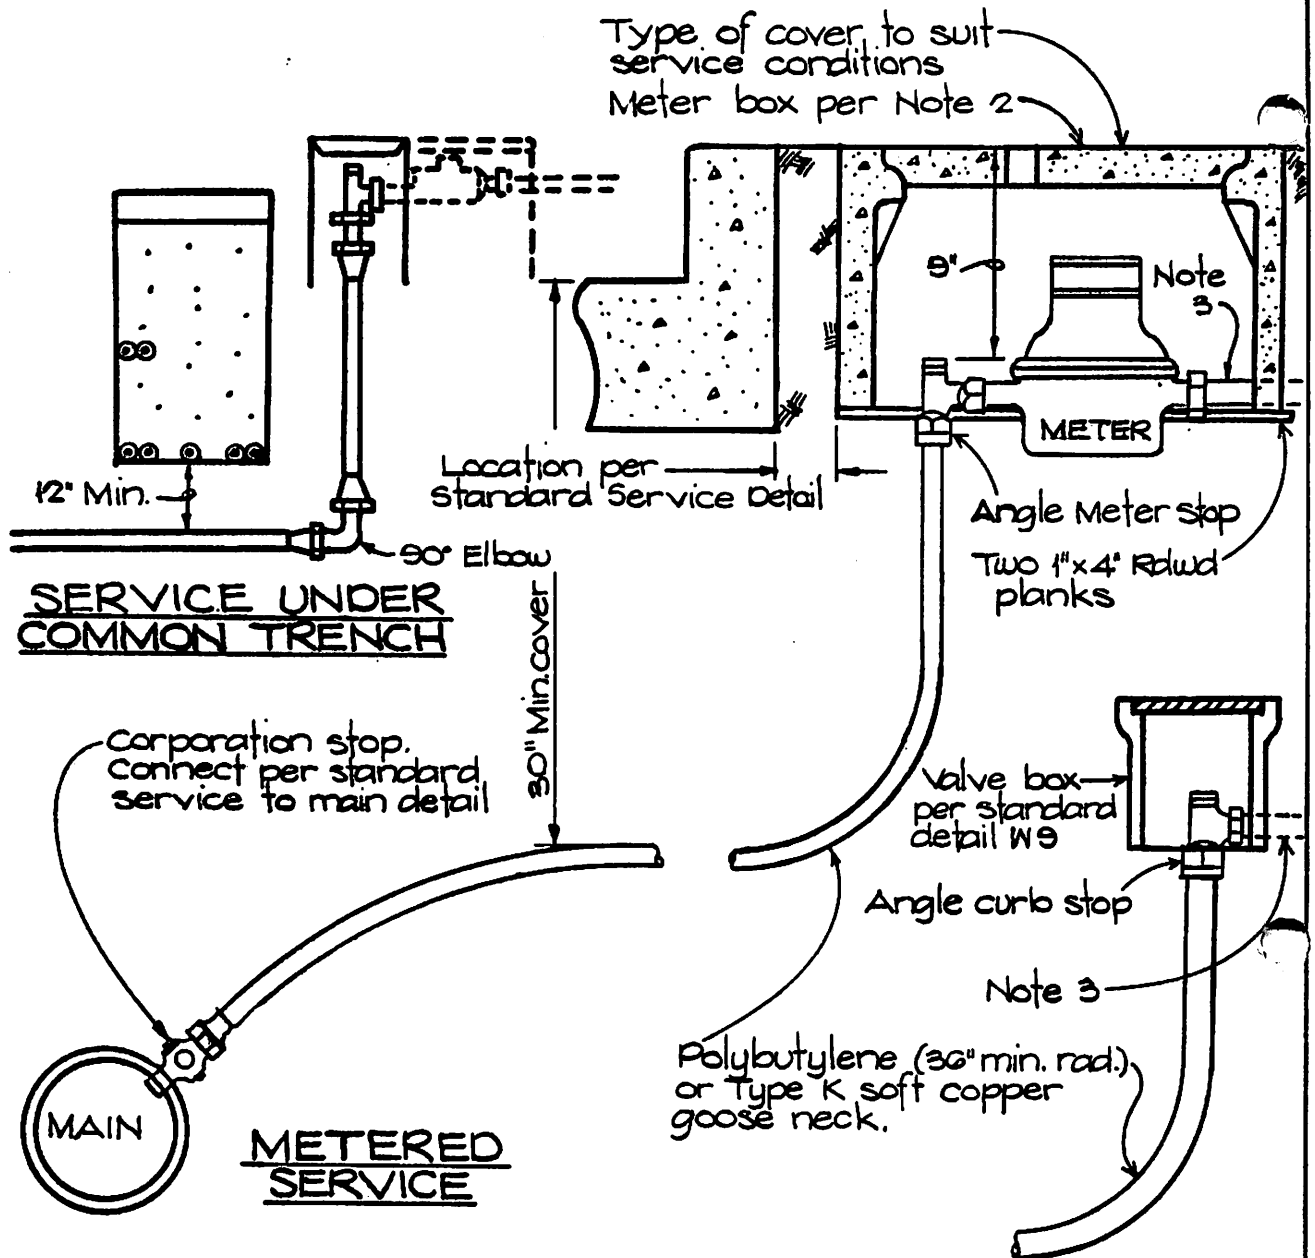 Type of cover to suit
service conditions
Meter box per Note 2
9"
Note
3
METER
12" Min.
Location per
Standard Service Detail
Angle Meter stop
90° Elbow
Two 1"x4" Rdwd
planks
SERVICE UNDER
COMMON TRENCH
30" Min.cover
Corporation stop.
Connect per standard
service to main detail
Valve box
per standard
detail W9
Angle curb stop
Note 3
Polybutylene (36" min. rad.)
or Type K soft copper
goose neck.
MAIN
METERED
SERVICE